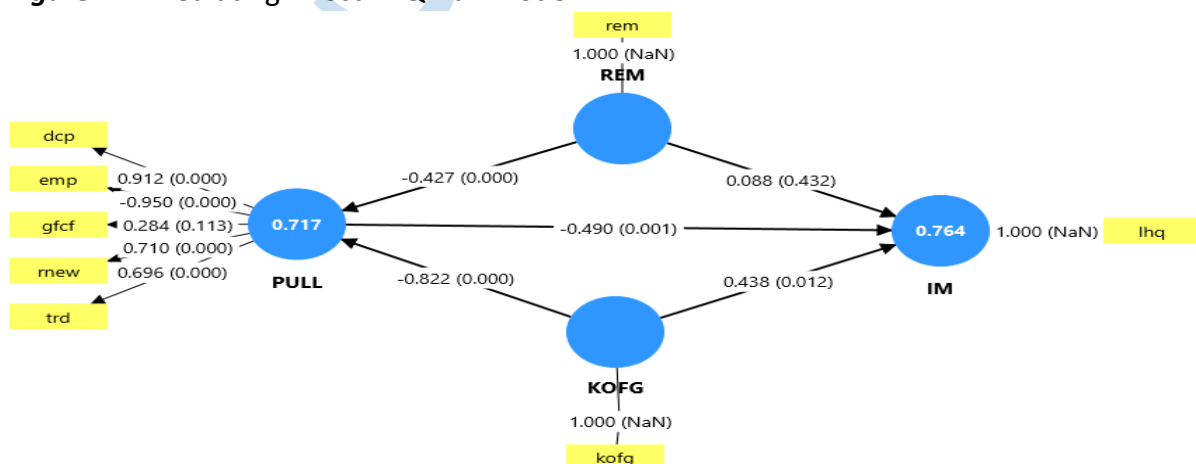 rem
1.000 (NaN)
REM
dcp
emp
gfcf
rnew
trd
0.912 (0.000)
-0.950 (0.000)
0.284 (0.113)
0.710 (0.000)
0.696 (0.000)
0.717
PULL
-0.427 (0.000)
0.088 (0.432)
-0.490 (0.001)
-0.822 (0.000)
0.438 (0.012)
0.764
IM
1.000 (NaN)
lhq
KOFG
1.000 (NaN)
kofg